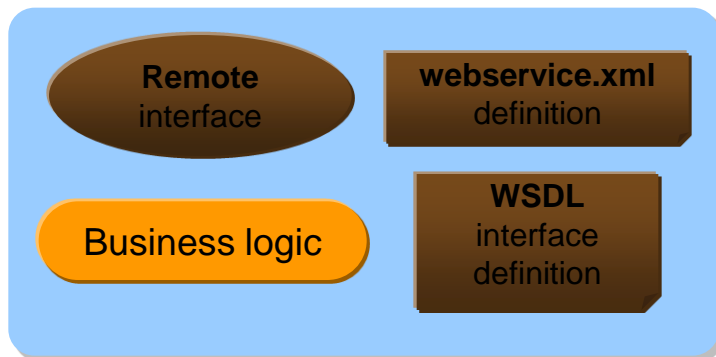 Remote
interface
webservice.xml
definition
Business logic
WSDL
interface
definition